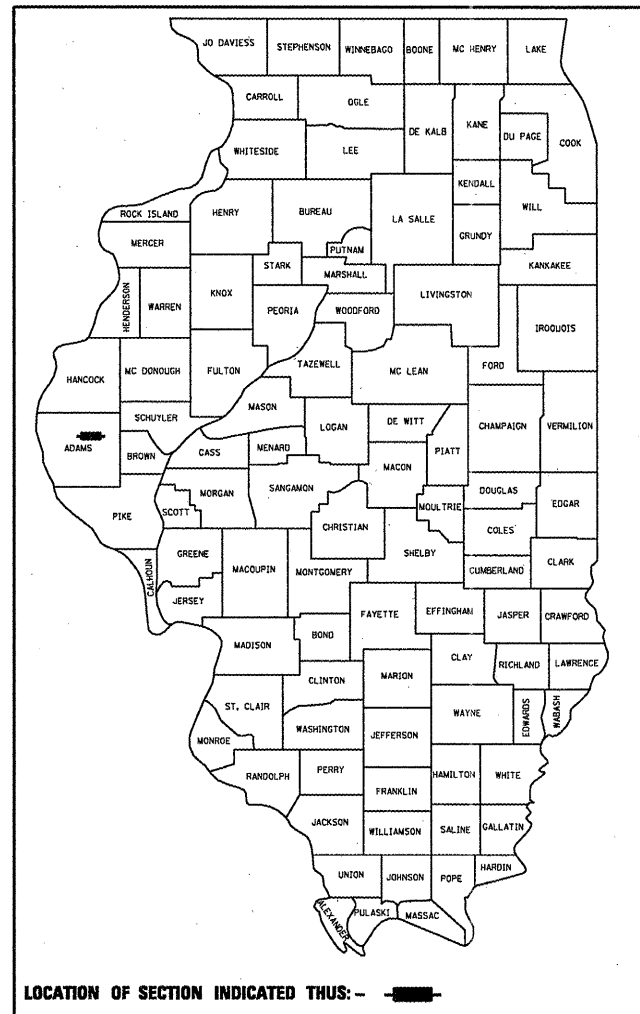 JO DAVIESS
STEPHENSON
WINNEBAGO
BOONE
MC HENRY
LAKE
CARROLL
OGLE
DE KALB
KANE
DU PAGE
COOK
WHITESIDE
LEE
KENDALL
WILL
ROCK ISLAND
HENRY
BUREAU
LA SALLE
GRUNDY
MERCER
PUTNAM
KANKAKEE
STARK
MARSHALL
HENDERSON
WARREN
KNOX
PEORIA
WOODFORD
LIVINGSTON
IROQUOIS
HANCOCK
MC DONOUGH
FULTON
TAZEWELL
MC LEAN
FORD
MASON
SCHUYLER
LOGAN
DE WITT
CHAMPAIGN
VERMILION
ADAMS
BROWN
CASS
MENARD
MACON
PIATT
PIKE
SCOTT
MORGAN
SANGAMON
CHRISTIAN
MOULTRIE
DOUGLAS
EDGAR
COLES
CALHOUN
GREENE
MACOUPIN
MONTGOMERY
SHELBY
CUMBERLAND
CLARK
JERSEY
FAYETTE
EFFINGHAM
JASPER
CRAWFORD
MADISON
BOND
CLAY
RICHLAND
LAWRENCE
CLINTON
MARION
ST. CLAIR
WAYNE
EDWARDS
WABASH
WASHINGTON
JEFFERSON
MONROE
RANDOLPH
PERRY
HAMILTON
WHITE
FRANKLIN
JACKSON
WILLIAMSON
SALINE
GALLATIN
UNION
JOHNSON
POPE
HARDIN
ALEXANDER
PULASKI
MASSAC
LOCATION OF SECTION INDICATED THUS: -